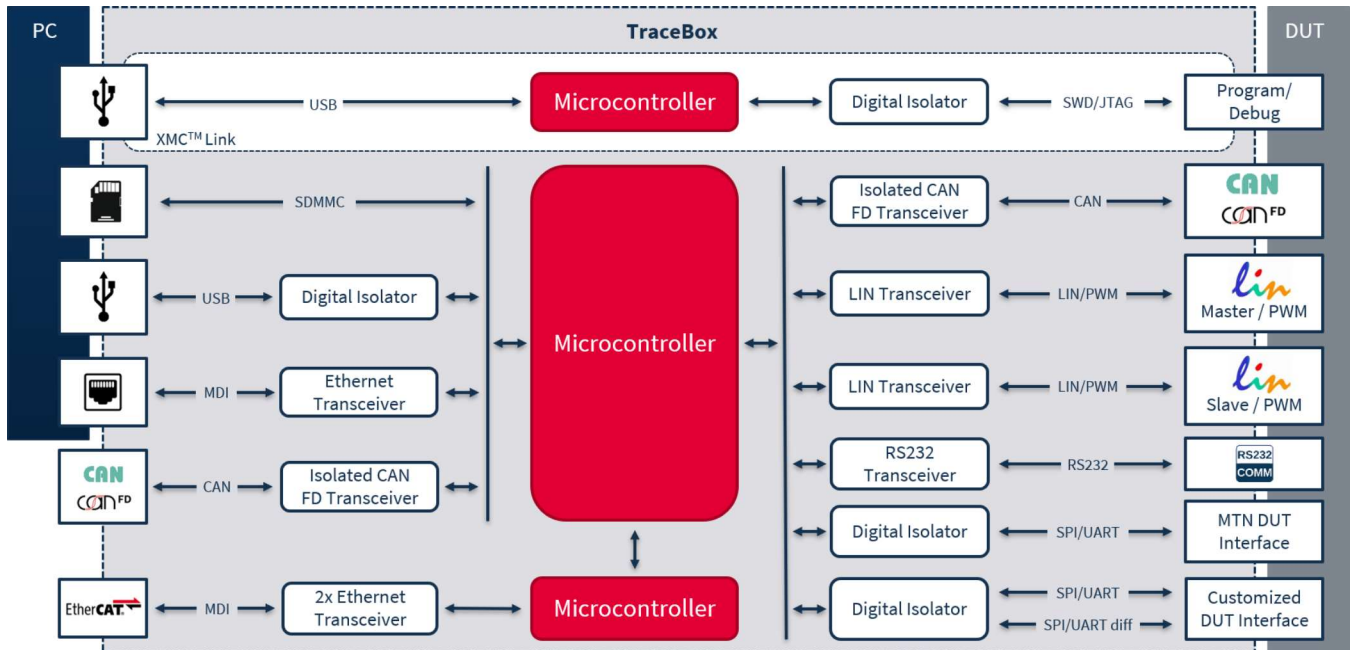 PC
TraceBox
DUT
USB
Microcontroller
Digital Isolator
SWD/JTAG
Program/
Debug
XMC™ Link
SDMMC
Microcontroller
Isolated CAN
FD Transceiver
CAN
CAN
CAN FD
USB
Digital Isolator
LIN Transceiver
LIN/PWM
lin
Master / PWM
MDI
Ethernet
Transceiver
LIN Transceiver
LIN/PWM
lin
Slave / PWM
CAN
CAN FD
CAN
Isolated CAN
FD Transceiver
RS232
Transceiver
RS232
RS232
COMM
Digital Isolator
SPI/UART
MTN DUT
Interface
EtherCAT®
MDI
2x Ethernet
Transceiver
Microcontroller
Digital Isolator
SPI/UART
SPI/UART diff
Customized
DUT Interface